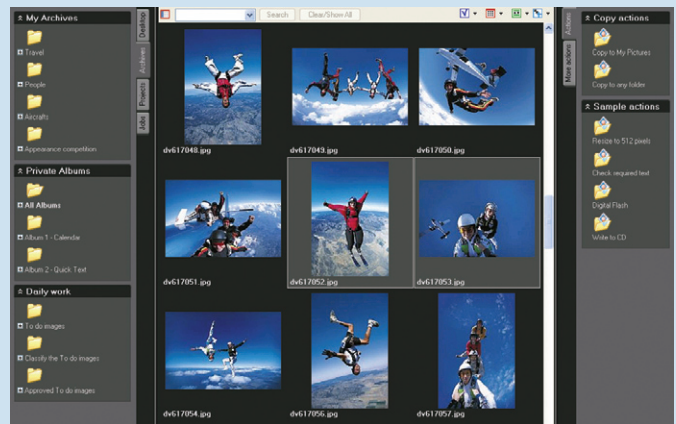 My Archives
Travel
People
Aircrafts
Appearance competition
Private Albums
All Albums
Album 1 - Calendar
Album 2 - Quick Text
Daily work
To do images
Classify the To do images
Approved To do images
Desktop
Archives
Projects
Jobs
Search
Clear/Show All
dv617048.jpg
dv617049.jpg
dv617050.jpg
dv617051.jpg
dv617052.jpg
dv617053.jpg
dv617054.jpg
dv617056.jpg
dv617057.jpg
Actions
More actions
Copy actions
Copy to My Pictures
Copy to any folder
Sample actions
Resize to 512 pixels
Check required text
Digital Flash
Write to CD